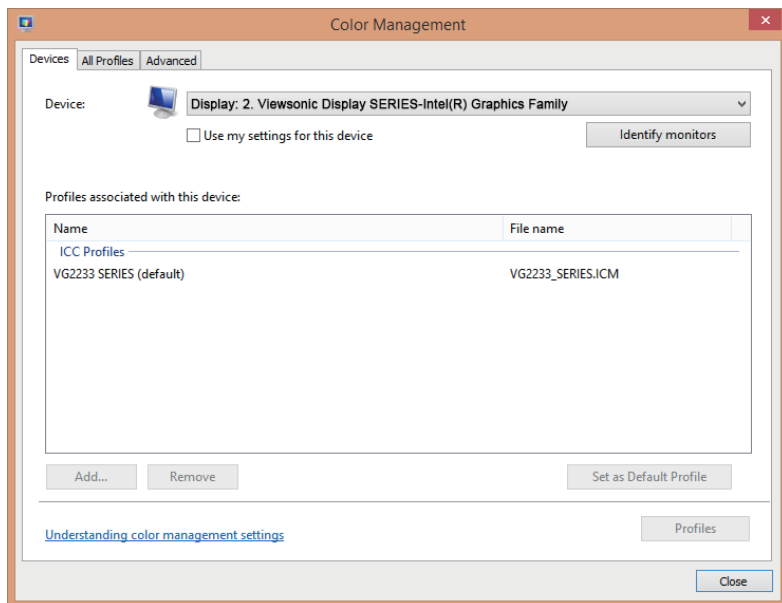 Color Management
Devices All Profiles Advanced
Device: Display: 2. Viewsonic Display SERIES-Intel(R) Graphics Family
Use my settings for this device Identify monitors
Profiles associated with this device:
Name File name
ICC Profiles
VG2233 SERIES (default) VG2233_SERIES.ICM
Add... Remove Set as Default Profile
Understanding color management settings Profiles
Close